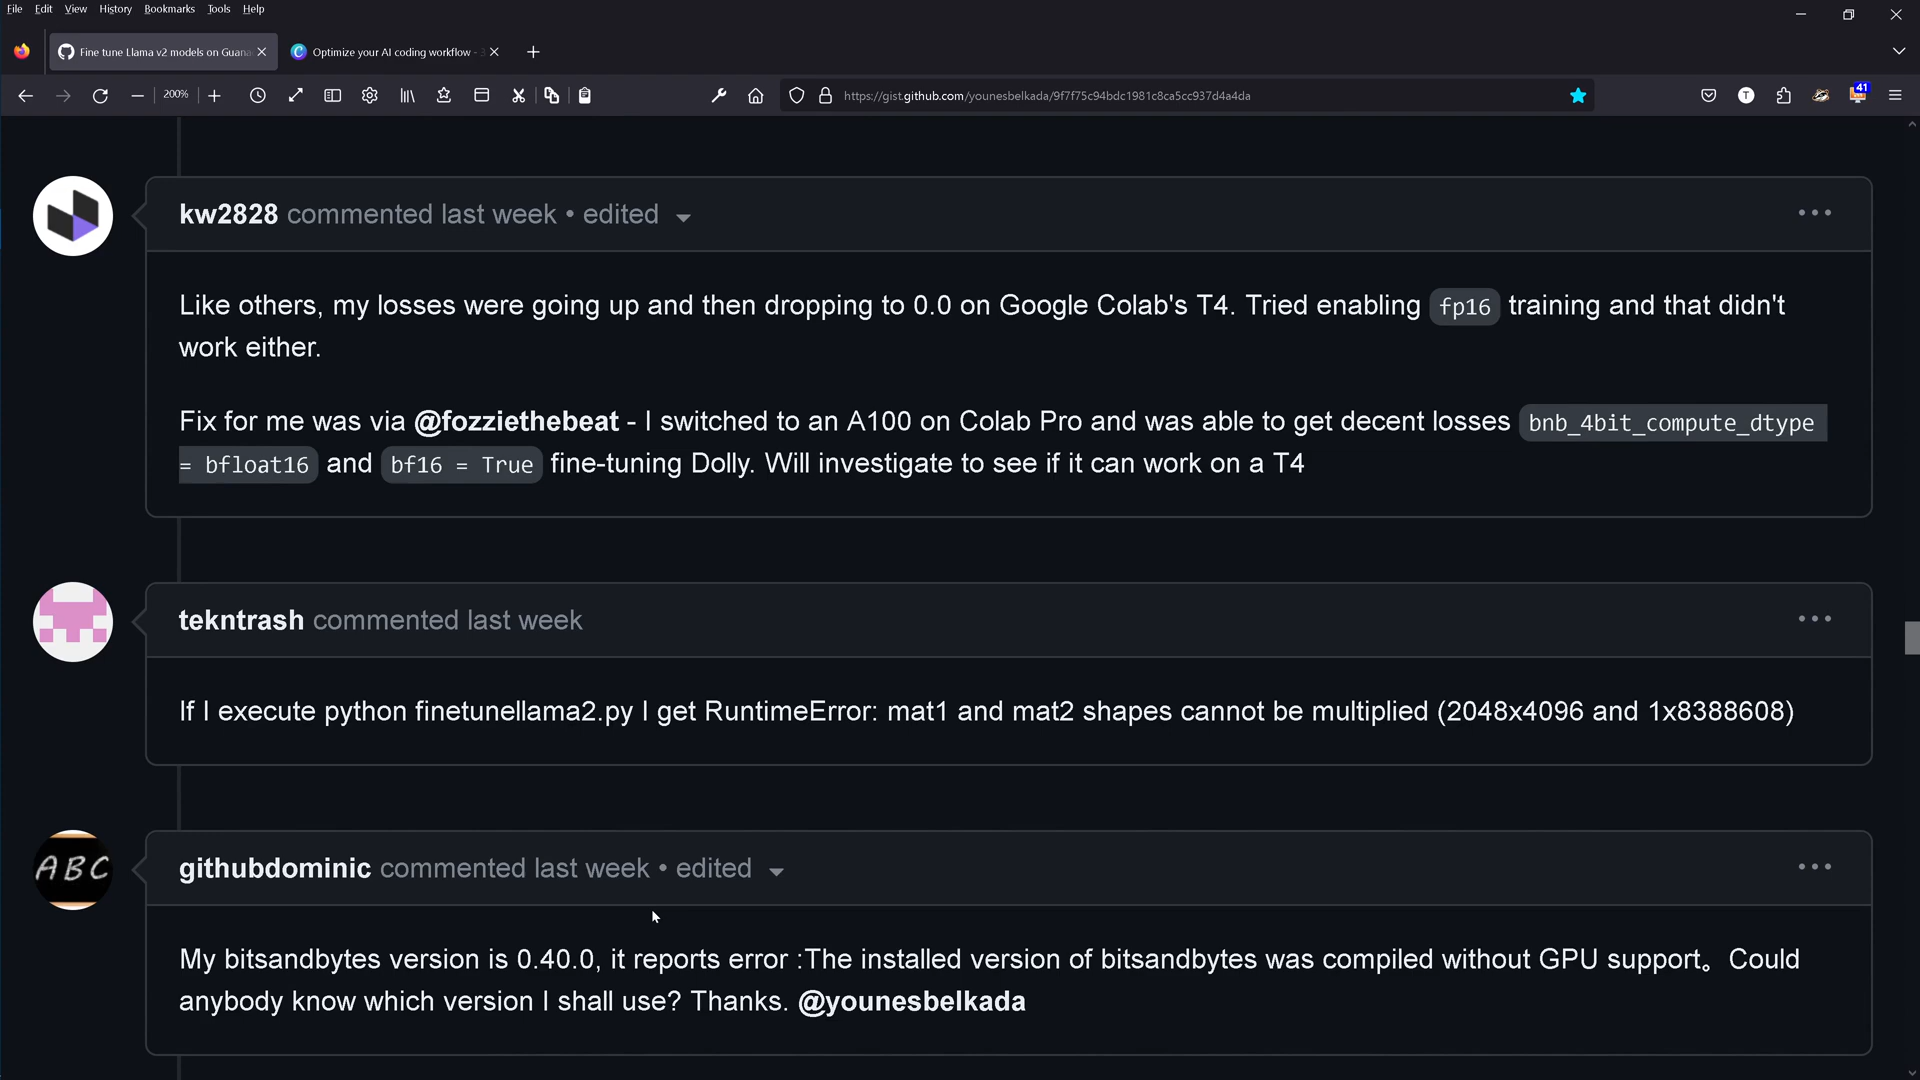 File Edit View History Bookmarks Tools Help
Fine tune Llama v2 models on Guana
Optimize your AI coding workflow -
200%
https://gist.github.com/younesbelkada/9f7f75c94bdc1981c8ca5cc937d4a4da
T
41
kw2828 commented last week • edited
Like others, my losses were going up and then dropping to 0.0 on Google Colab's T4. Tried enabling fp16 training and that didn't
work either.
Fix for me was via @fozziethebeat - I switched to an A100 on Colab Pro and was able to get decent losses bnb_4bit_compute_dtype
= bfloat16 and bf16 = True fine-tuning Dolly. Will investigate to see if it can work on a T4
tekntrash commented last week
If I execute python finetunellama2.py I get RuntimeError: mat1 and mat2 shapes cannot be multiplied (2048x4096 and 1x8388608)
ABC
githubdominic commented last week • edited
My bitsandbytes version is 0.40.0, it reports error :The installed version of bitsandbytes was compiled without GPU support。 Could
anybody know which version I shall use? Thanks. @younesbelkada